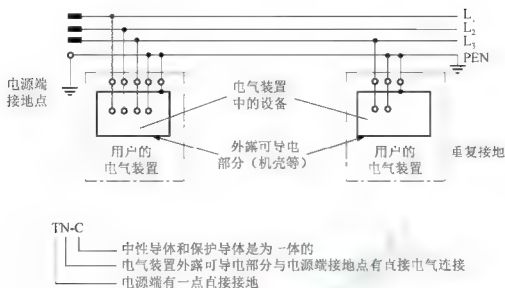 L₁
L₂
L₃
PEN
电源端
接地点
电气装置
中的设备
外露可导电
部分（机壳等）
用户的
电气装置
用户的
电气装置
重复接地
TN-C
中性导体和保护导体是为一体的
电气装置外露可导电部分与电源端接地点有直接电气连接
电源端有一点直接接地